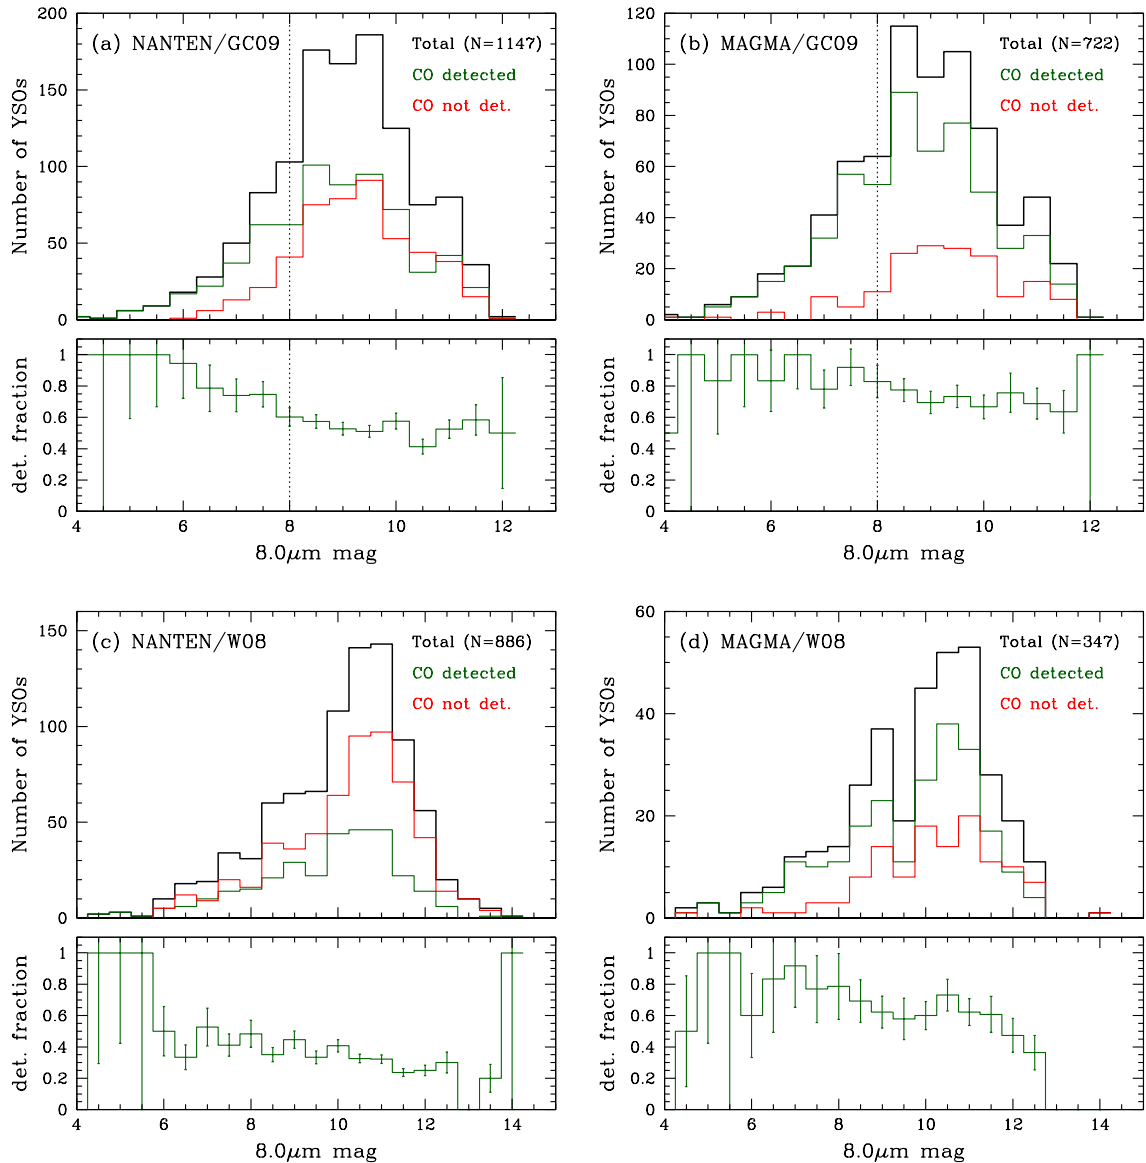 (a) NANTEN/GC09
Total (N=1147)
CO detected
CO not det.
Number of YSOs
200
150
100
50
0
det. fraction
1
0.8
0.6
0.4
0.2
0
4 6 8 10 12
8.0μm mag
(b) MAGMA/GC09
Total (N=722)
CO detected
CO not det.
Number of YSOs
120
100
80
60
40
20
0
det. fraction
1
0.8
0.6
0.4
0.2
0
4 6 8 10 12
8.0μm mag
(c) NANTEN/W08
Total (N=886)
CO detected
CO not det.
Number of YSOs
150
100
50
0
det. fraction
1
0.8
0.6
0.4
0.2
0
4 6 8 10 12 14
8.0μm mag
(d) MAGMA/W08
Total (N=347)
CO detected
CO not det.
Number of YSOs
60
40
20
0
det. fraction
1
0.8
0.6
0.4
0.2
0
4 6 8 10 12 14
8.0μm mag